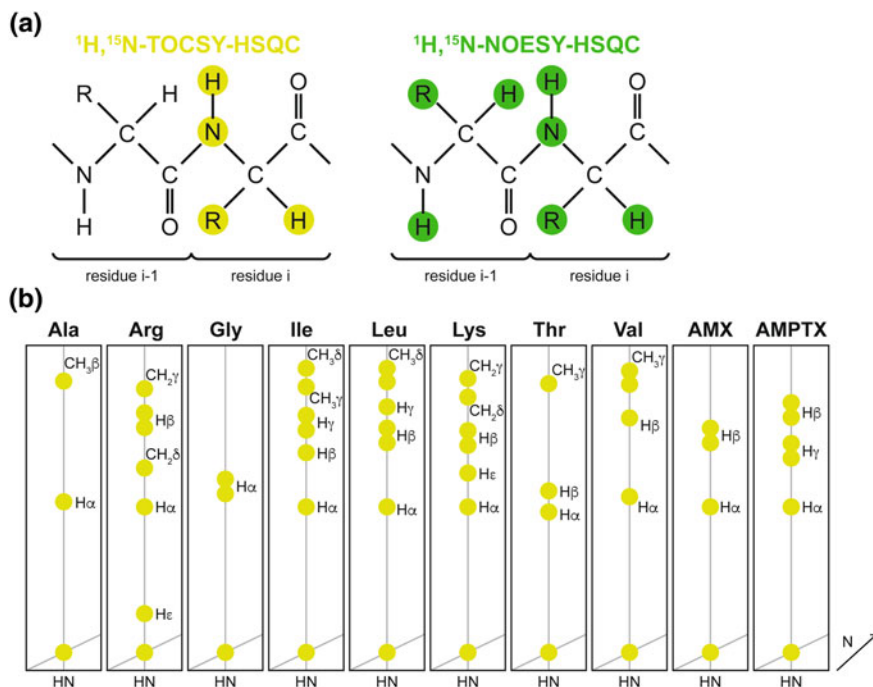 (a)
¹H,¹⁵N-TOCSY-HSQC
¹H,¹⁵N-NOESY-HSQC
R H H O
C N C
N C C
H O R H
residue i-1 residue i
R H H O
C N C
N C C
H O R H
residue i-1 residue i
(b)
Ala Arg Gly Ile Leu Lys Thr Val AMX AMPTX
CH₃β
Hα
HN
CH₂γ
Hβ
CH₂δ
Hα
Hε
HN
Hα
HN
CH₃δ
CH₃γ
Hγ
Hβ
Hα
HN
CH₃δ
Hγ
Hβ
Hα
HN
CH₂γ
CH₂δ
Hβ
Hε
Hα
HN
CH₃γ
Hβ
Hα
HN
CH₃γ
Hβ
Hα
HN
Hβ
Hα
HN
Hβ
Hγ
Hα
HN
N